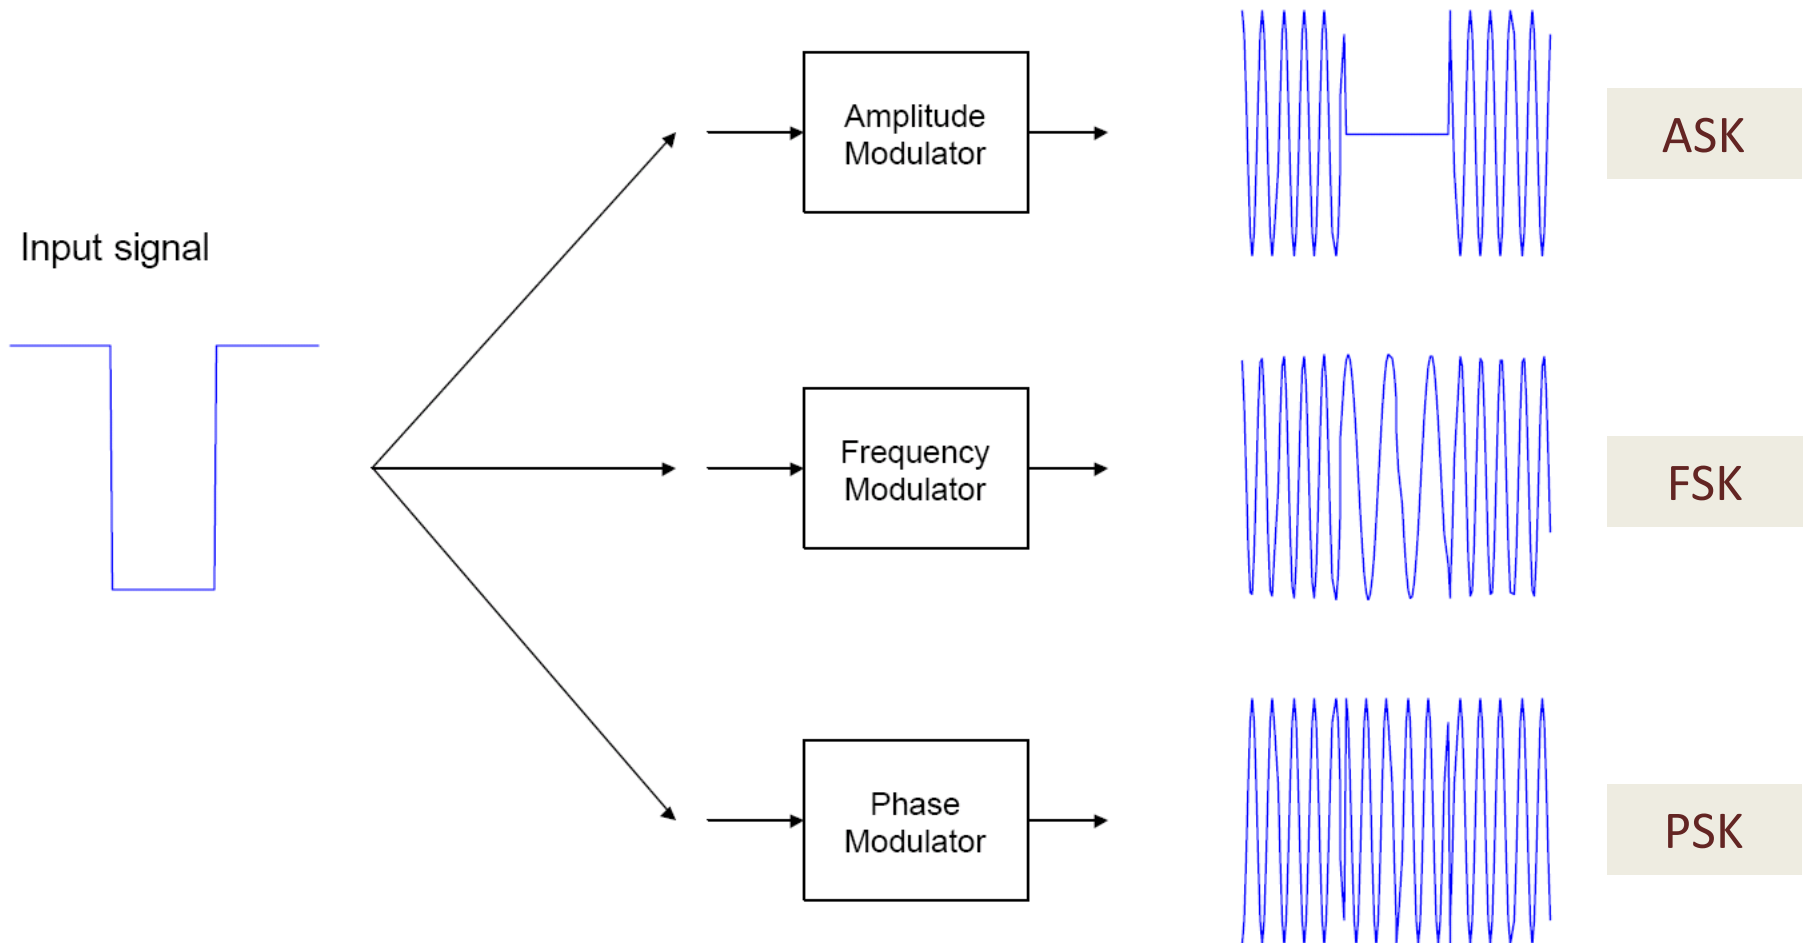 Input signal
Amplitude
Modulator
ASK
Frequency
Modulator
FSK
Phase
Modulator
PSK